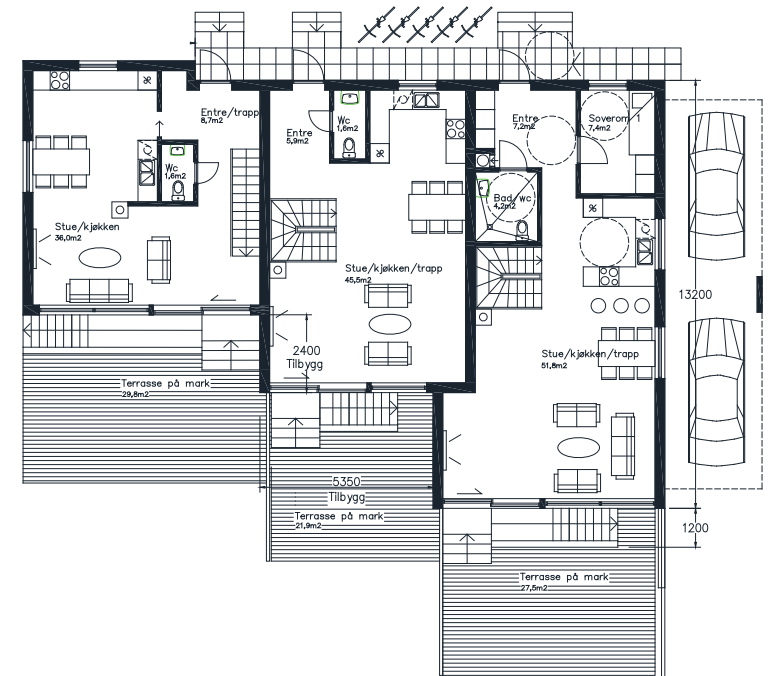 Entre/trapp
8,7m2
Wc
1,6m2
Stue/kjøkken
36,0m2
Terrasse på mark
29,8m2
Entre
5,9m2
Wc
1,6m2
Stue/kjøkken/trapp
45,5m2
2400
Tilbygg
5350
Tilbygg
Terrasse på mark
21,9m2
Entre
7,2m2
Soverom 1
7,4m2
Bad/wc
4,2m2
Stue/kjøkken/trapp
51,8m2
13200
1200
Terrasse på mark
27,5m2